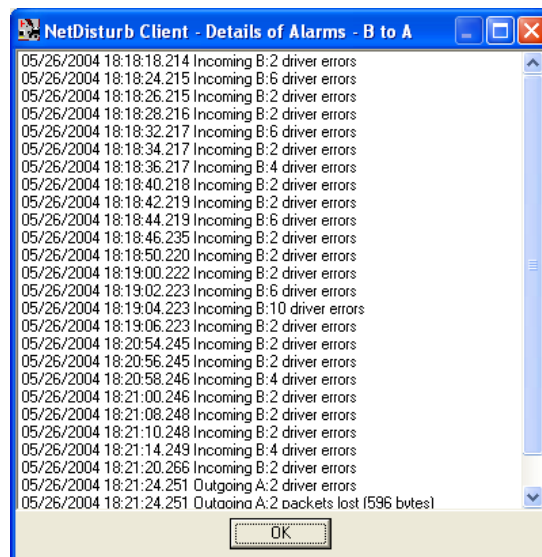 NetDisturb Client - Details of Alarms - B to A
05/26/2004 18:18:18.214 Incoming B:2 driver errors
05/26/2004 18:18:24.215 Incoming B:6 driver errors
05/26/2004 18:18:26.215 Incoming B:2 driver errors
05/26/2004 18:18:28.216 Incoming B:2 driver errors
05/26/2004 18:18:32.217 Incoming B:6 driver errors
05/26/2004 18:18:34.217 Incoming B:2 driver errors
05/26/2004 18:18:36.217 Incoming B:4 driver errors
05/26/2004 18:18:40.218 Incoming B:2 driver errors
05/26/2004 18:18:42.219 Incoming B:2 driver errors
05/26/2004 18:18:44.219 Incoming B:6 driver errors
05/26/2004 18:18:46.235 Incoming B:2 driver errors
05/26/2004 18:18:50.220 Incoming B:2 driver errors
05/26/2004 18:19:00.222 Incoming B:2 driver errors
05/26/2004 18:19:02.223 Incoming B:6 driver errors
05/26/2004 18:19:04.223 Incoming B:10 driver errors
05/26/2004 18:19:06.223 Incoming B:2 driver errors
05/26/2004 18:20:54.245 Incoming B:2 driver errors
05/26/2004 18:20:56.245 Incoming B:2 driver errors
05/26/2004 18:20:58.246 Incoming B:4 driver errors
05/26/2004 18:21:00.246 Incoming B:2 driver errors
05/26/2004 18:21:08.248 Incoming B:2 driver errors
05/26/2004 18:21:10.248 Incoming B:2 driver errors
05/26/2004 18:21:14.249 Incoming B:4 driver errors
05/26/2004 18:21:20.266 Incoming B:2 driver errors
05/26/2004 18:21:24.251 Outgoing A:2 driver errors
05/26/2004 18:21:24.251 Outgoing A:2 packets lost (596 bytes)
OK